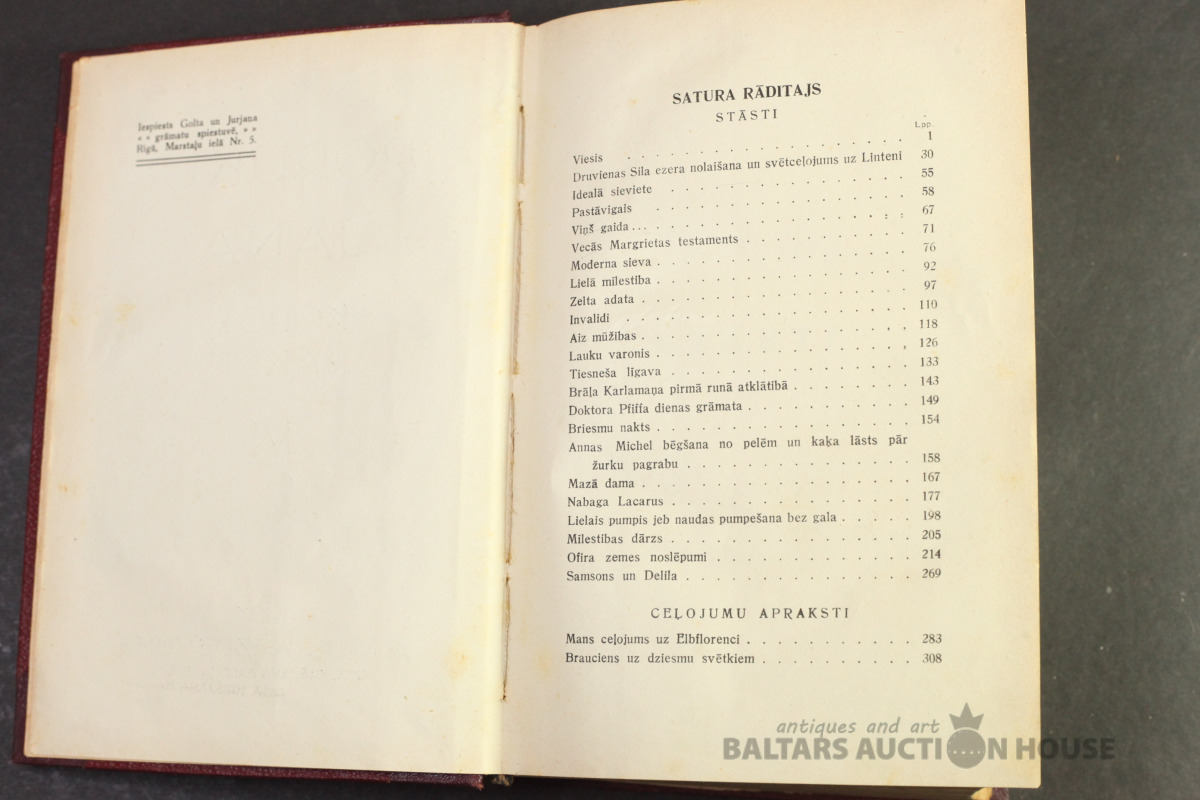 Iespiests Golta un Jurjana
« « grāmatu spiestuvē, » »
Rīgā, Marstaļu ielā Nr. 5.
SATURA RĀDITAJS
STĀSTI
Lpp.
Viesis . . . . . . . . . . . . . . . . 1
Druvienas Sila ezera nolaišana un svētceļojums uz Linteni 30
Idealā sieviete . . . . . . . . . . . . . 55
Pastāvigais . . . . . . . . . . . . . . 58
Viņš gaida... . . . . . . . . . . . . . . 67
Vecās Margrietas testaments . . . . . . . . . 71
Moderna sieva . . . . . . . . . . . . . . 76
Lielā milestiba . . . . . . . . . . . . . . 92
Zelta adata . . . . . . . . . . . . . . . 97
Invalidi . . . . . . . . . . . . . . . . 110
Aiz mūžibas . . . . . . . . . . . . . . . 118
Lauku varonis . . . . . . . . . . . . . . 126
Tiesneša līgava . . . . . . . . . . . . . 133
Brāļa Karlamaņa pirmā runā atklātibā . . . . . . 143
Doktora Pfiffa dienas grāmata . . . . . . . . . 149
Briesmu nakts . . . . . . . . . . . . . . 154
Annas Michel bēgšana no pelēm un kaķa lāsts pār
žurku pagrabu . . . . . . . . . . . . 158
Mazā dama . . . . . . . . . . . . . . . 167
Nabaga Lacarus . . . . . . . . . . . . . 177
Lielais pumpis jeb naudas pumpešana bez gala . . . . . 198
Milestibas dārzs . . . . . . . . . . . . . 205
Ofira zemes noslēpumi . . . . . . . . . . . 214
Samsons un Delila . . . . . . . . . . . . . 269
CEĻOJUMU APRAKSTI
Mans ceļojums uz Elbflorenci . . . . . . . . . 283
Brauciens uz dziesmu svētkiem . . . . . . . . 308
antiques and art
BALTARS AUCTION HOUSE